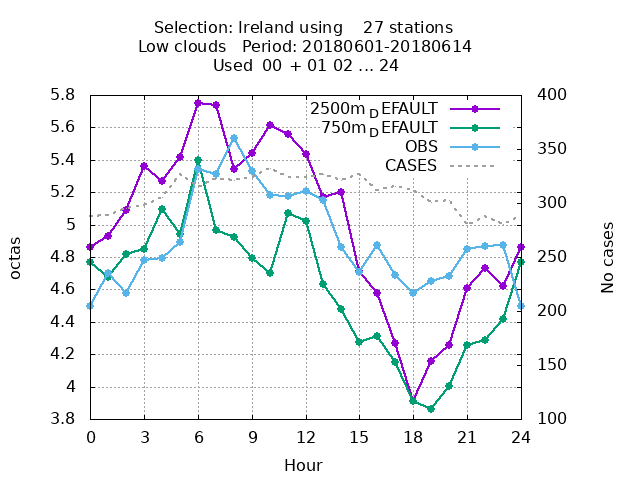 Selection: Ireland using 27 stations
Low clouds Period: 20180601-20180614
Used 00 + 01 02 ... 24
2500m_DEFAULT
750m_DEFAULT
OBS
CASES
5.8
5.6
5.4
5.2
5
4.8
4.6
4.4
4.2
4
3.8
octas
400
350
300
250
200
150
100
No cases
0 3 6 9 12 15 18 21 24
Hour